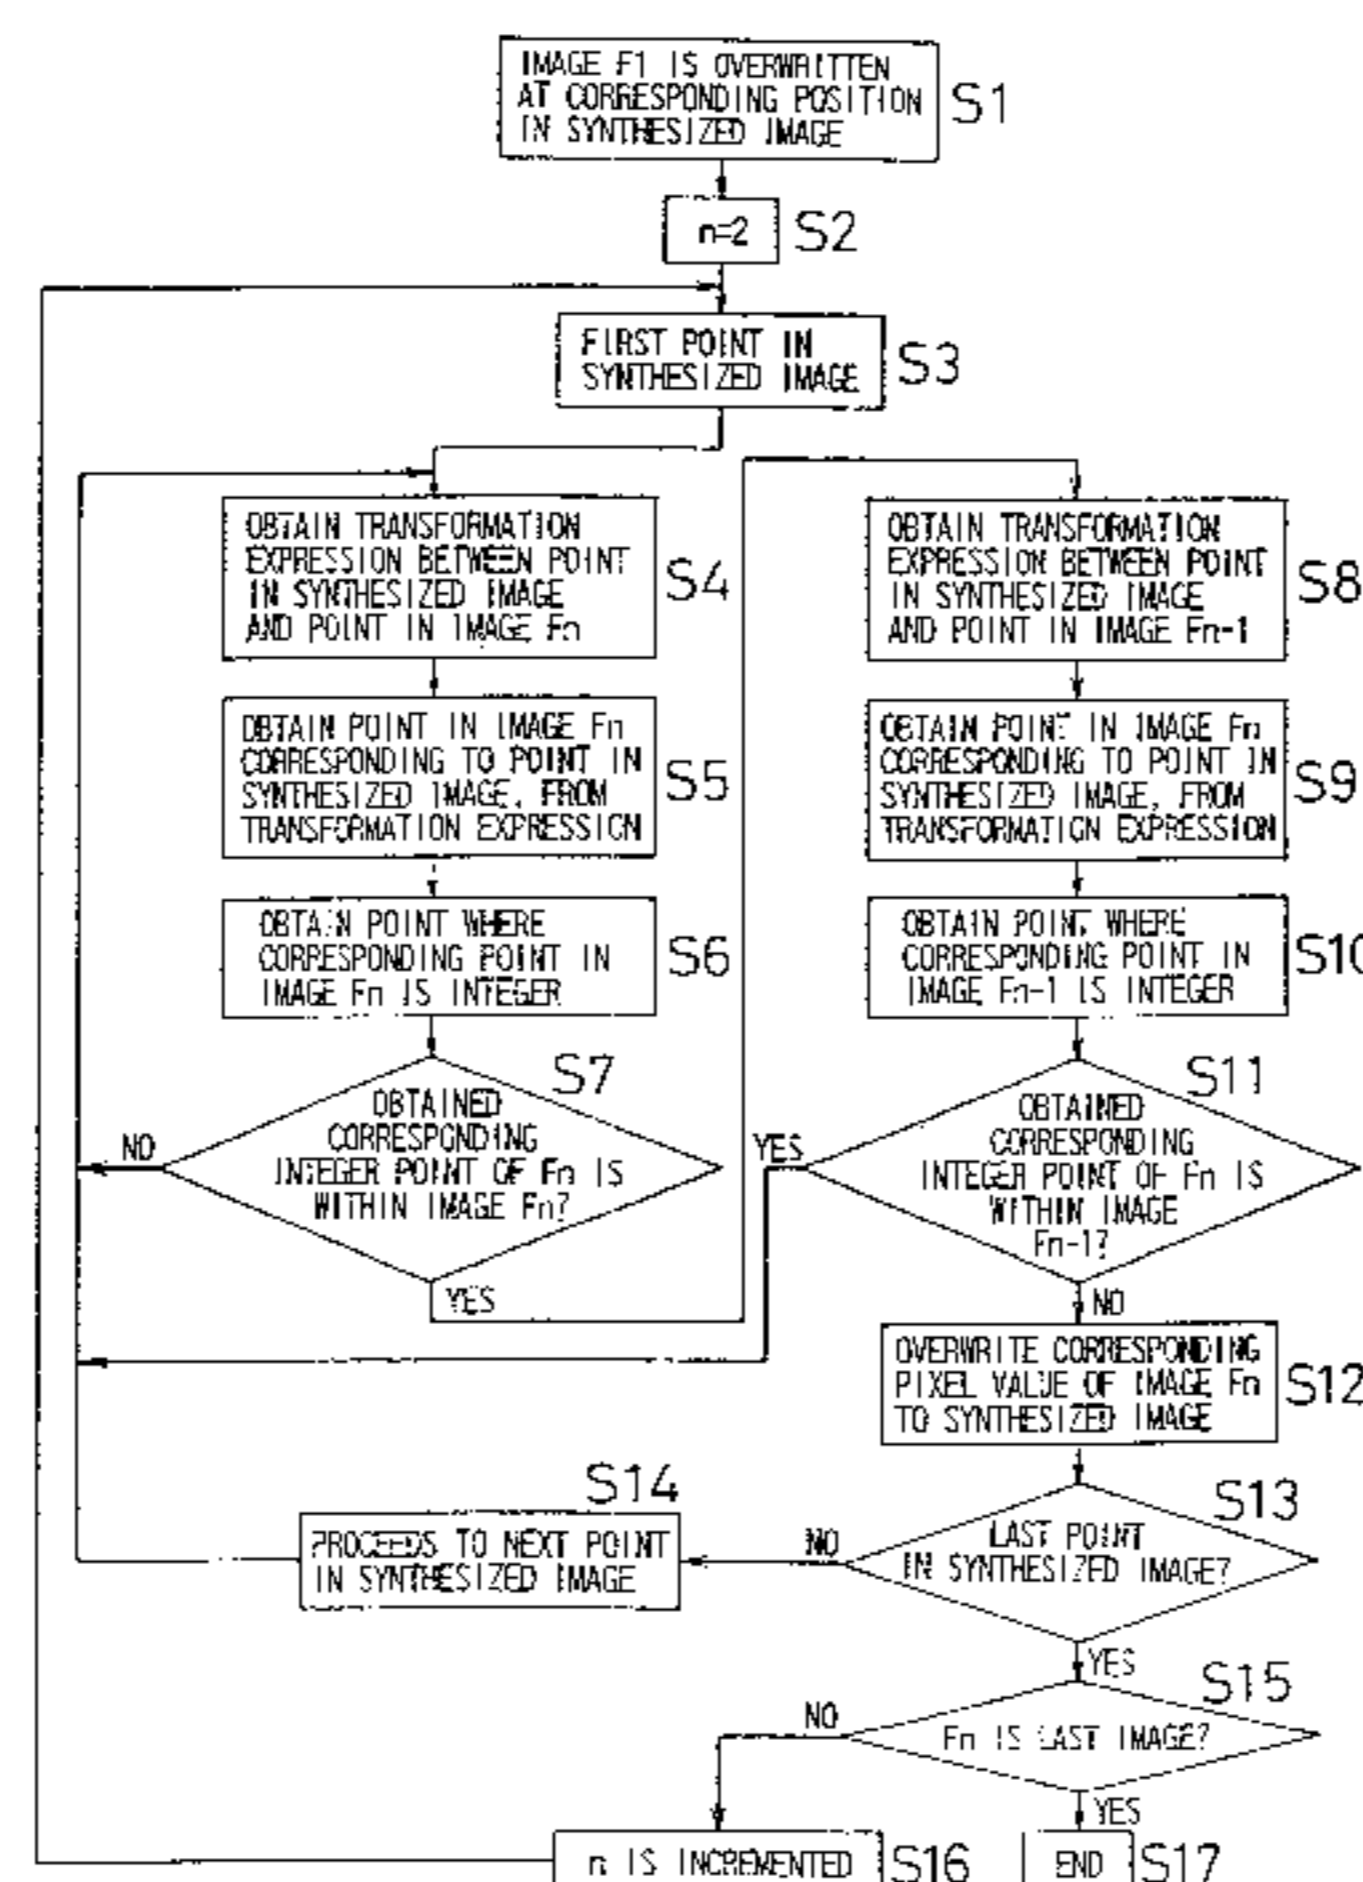 IMAGE F1 IS OVERWRITTEN
AT CORRESPONDING POSITION
IN SYNTHESIZED IMAGE
S1
n=2
S2
FIRST POINT IN
SYNTHESIZED IMAGE
S3
OBTAIN TRANSFORMATION
EXPRESSION BETWEEN POINT
IN SYNTHESIZED IMAGE
AND POINT IN IMAGE Fn
S4
OBTAIN POINT IN IMAGE Fn
CORRESPONDING TO POINT IN
SYNTHESIZED IMAGE, FROM
TRANSFORMATION EXPRESSION
S5
OBTAIN POINT WHERE
CORRESPONDING POINT IN
IMAGE Fn IS INTEGER
S6
S7
OBTAINED
CORRESPONDING
INTEGER POINT OF Fn IS
WITHIN IMAGE Fn?
NO
YES
OBTAIN TRANSFORMATION
EXPRESSION BETWEEN POINT
IN SYNTHESIZED IMAGE
AND POINT IN IMAGE Fn-1
S8
OBTAIN POINT IN IMAGE Fn
CORRESPONDING TO POINT IN
SYNTHESIZED IMAGE, FROM
TRANSFORMATION EXPRESSION
S9
OBTAIN POINT WHERE
CORRESPONDING POINT IN
IMAGE Fn-1 IS INTEGER
S10
S11
OBTAINED
CORRESPONDING
INTEGER POINT OF Fn IS
WITHIN IMAGE
Fn-1?
YES
NO
OVERWRITE CORRESPONDING
PIXEL VALUE OF IMAGE Fn
TO SYNTHESIZED IMAGE
S12
S13
LAST POINT
IN SYNTHESIZED IMAGE?
NO
S14
PROCEEDS TO NEXT POINT
IN SYNTHESIZED IMAGE
YES
S15
Fn IS LAST IMAGE?
NO
YES
n IS INCREMENTED
S16
END
S17